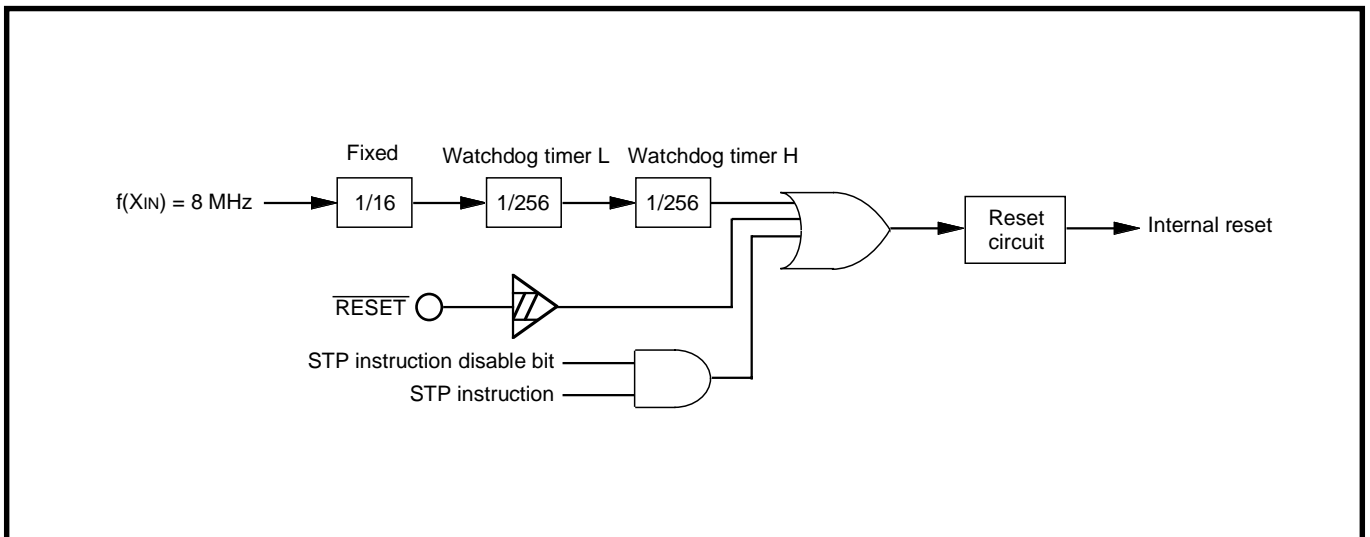 Fixed
Watchdog timer L
Watchdog timer H
f(XIN) = 8 MHz
1/16
1/256
1/256
Reset
circuit
Internal reset
RESET
STP instruction disable bit
STP instruction